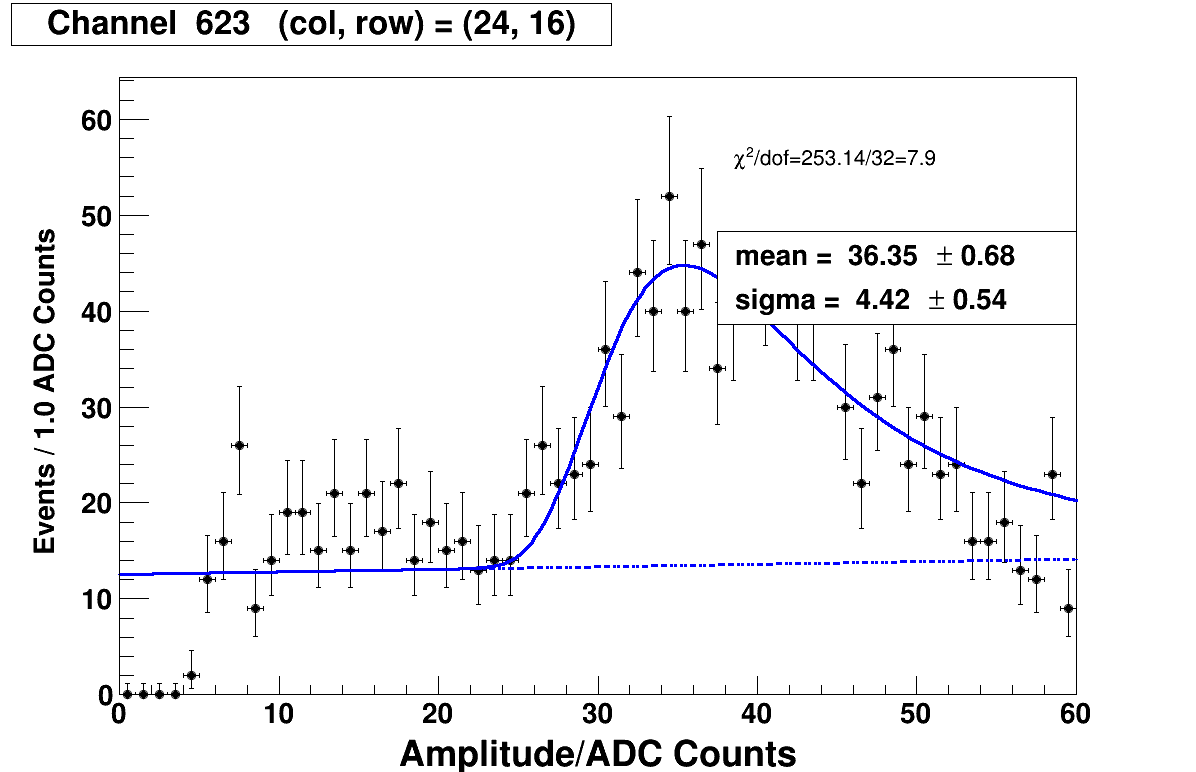 Channel 623 (col, row) = (24, 16)
60
50
40
30
20
10
0
Events / 1.0 ADC Counts
χ²/dof=253.14/32=7.9
mean = 36.35 ± 0.68
sigma = 4.42 ± 0.54
0 10 20 30 40 50 60
Amplitude/ADC Counts